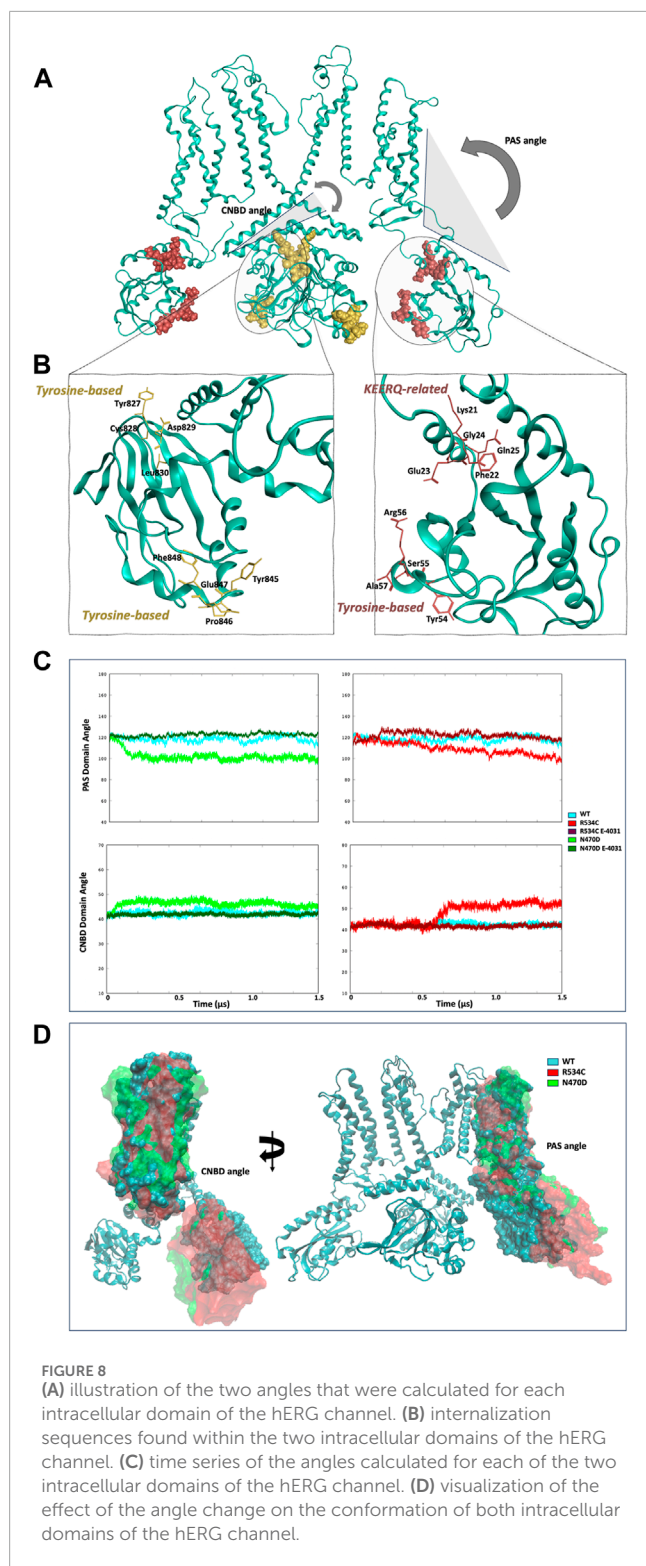 A
PAS angle
CNBD angle
B
Tyrosine-based
Tyr827
Cys828
Asp829
Leu830
Phe848
Glu847
Tyr845
Tyrosine-based
Pro846
KEERQ-related
Lys21
Gly24
Gln25
Glu23
Phe22
Arg56
Ser55
Ala57
Tyrosine-based
Tyr54
C
PAS Domain Angle
180
160
140
120
100
80
60
40
180
160
140
120
100
80
60
40
WT
R534C
R534C E-4031
N470D
N470D E-4031
CNBD Domain Angle
70
60
50
40
30
20
10
0
0.5
1.0
1.5
Time (μs)
80
70
60
50
40
30
20
10
0
0.5
1.0
1.5
Time (μs)
D
WT
R534C
N470D
CNBD angle
PAS angle
FIGURE 8
(A) illustration of the two angles that were calculated for each
intracellular domain of the hERG channel. (B) internalization
sequences found within the two intracellular domains of the hERG
channel. (C) time series of the angles calculated for each of the two
intracellular domains of the hERG channel. (D) visualization of the
effect of the angle change on the conformation of both intracellular
domains of the hERG channel.